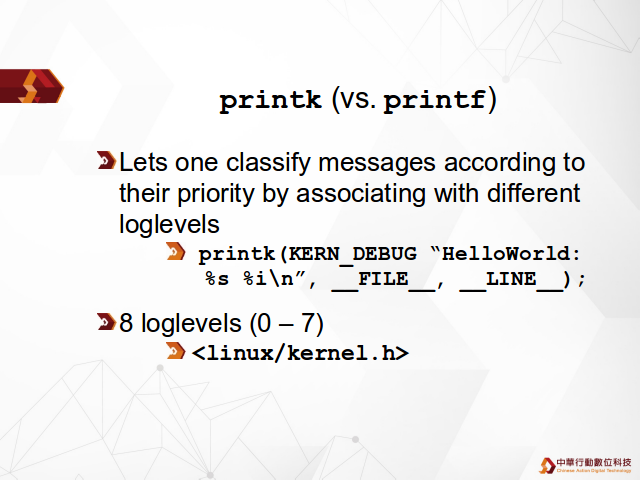 printk (vs. printf)
Lets one classify messages according to
their priority by associating with different
loglevels
printk(KERN_DEBUG “HelloWorld:
%s %i\n”, __FILE__, __LINE__);
8 loglevels (0 – 7)
<linux/kernel.h>
中華行動數位科技
Chinese Action Digital Technology